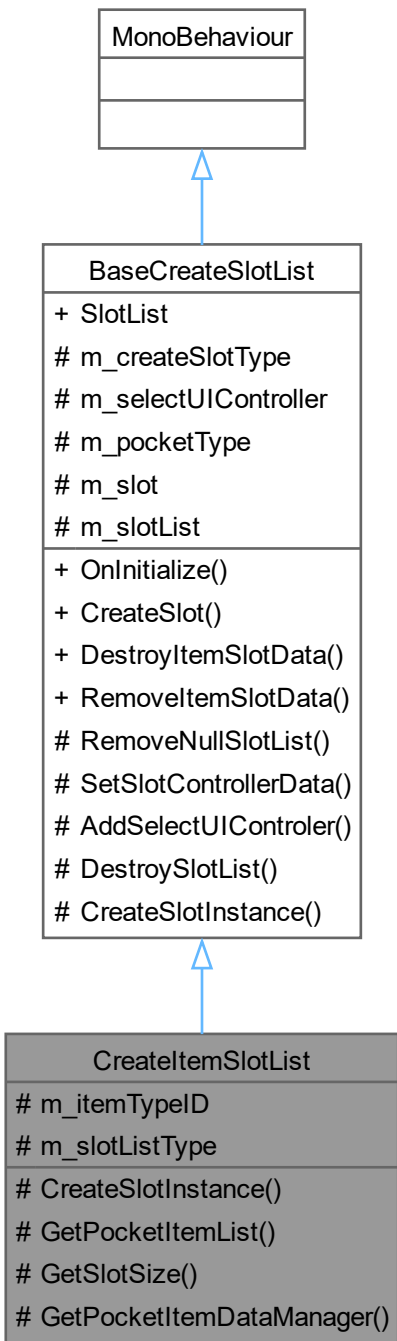 MonoBehaviour
BaseCreateSlotList
+ SlotList
# m_createSlotType
# m_selectUIController
# m_pocketType
# m_slot
# m_slotList
+ OnInitialize()
+ CreateSlot()
+ DestroyItemSlotData()
+ RemoveItemSlotData()
# RemoveNullSlotList()
# SetSlotControllerData()
# AddSelectUIControler()
# DestroySlotList()
# CreateSlotInstance()
CreateItemSlotList
# m_itemTypeID
# m_slotListType
# CreateSlotInstance()
# GetPocketItemList()
# GetSlotSize()
# GetPocketItemDataManager()